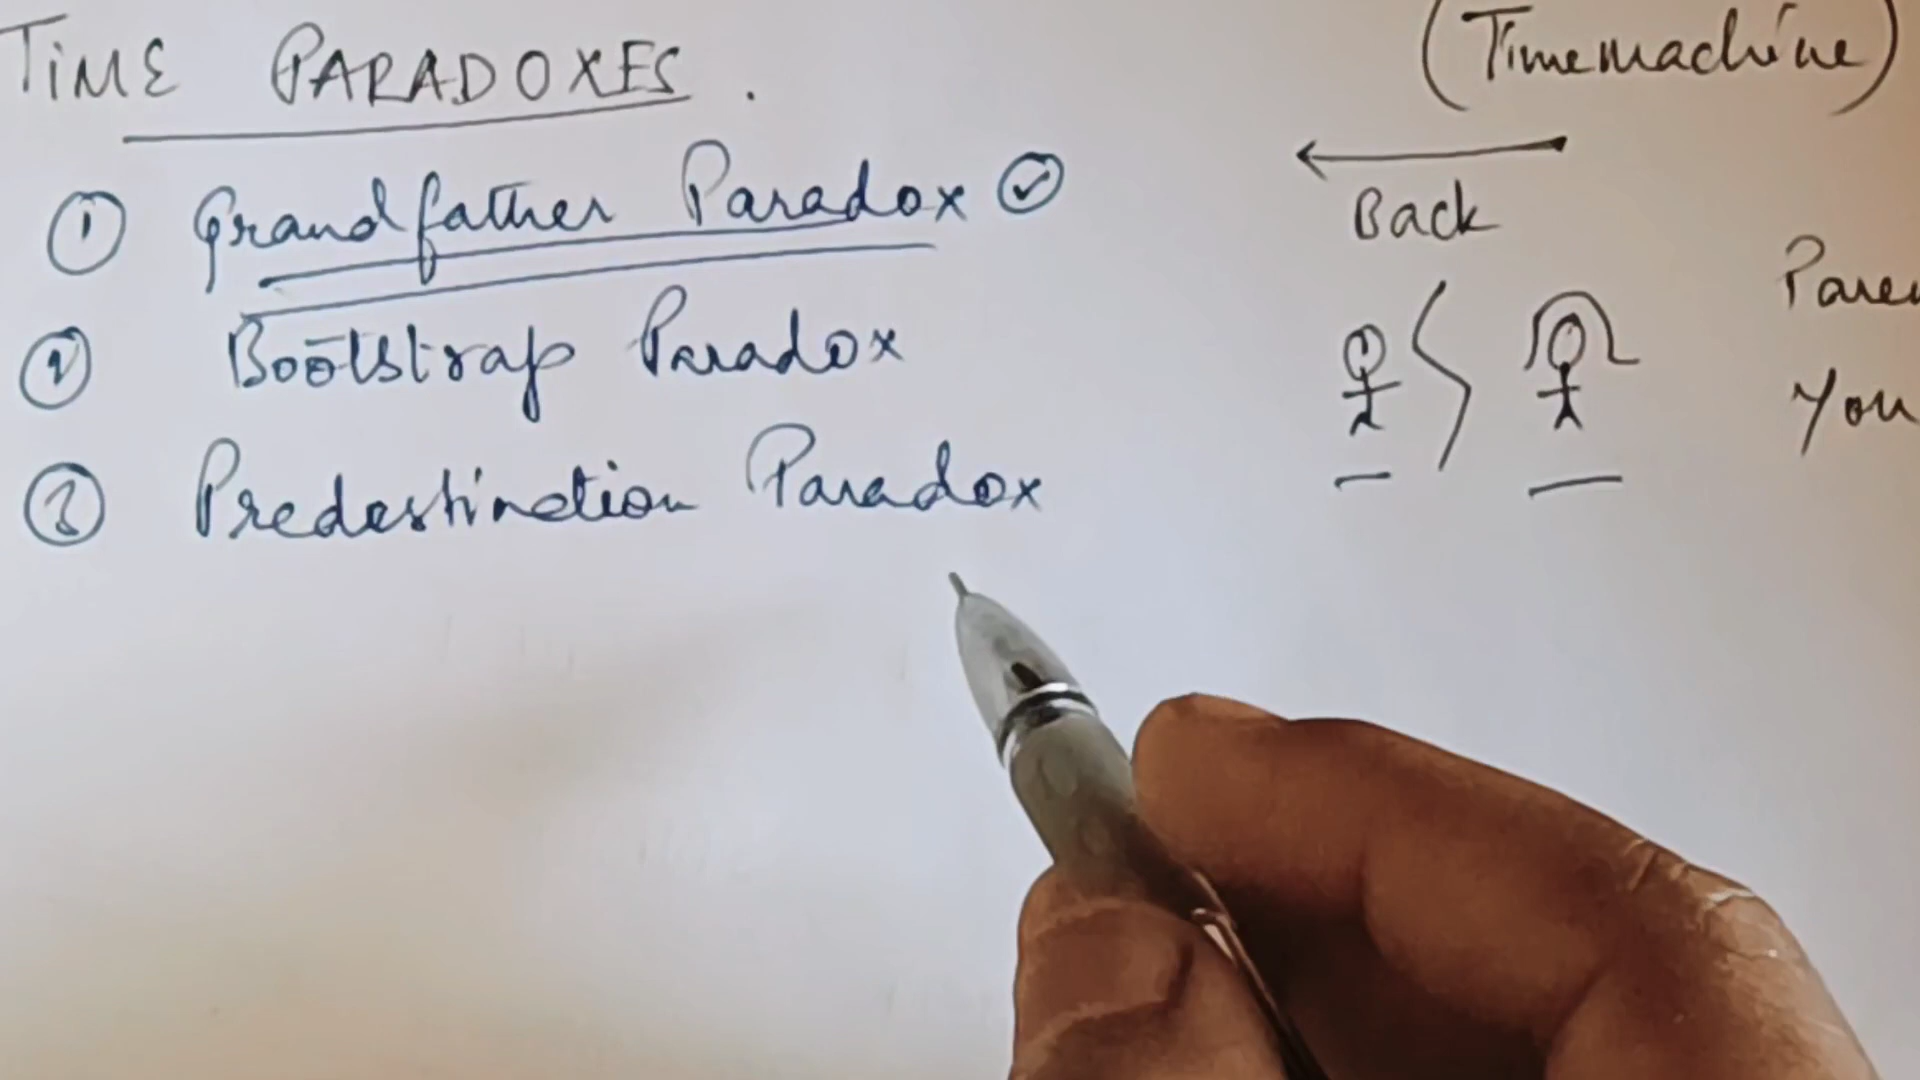 TIME PARADOXES.
① Grandfather Paradox
② Bootstrap Paradox
③ Predestination Paradox
(Timemachine)
Back
You